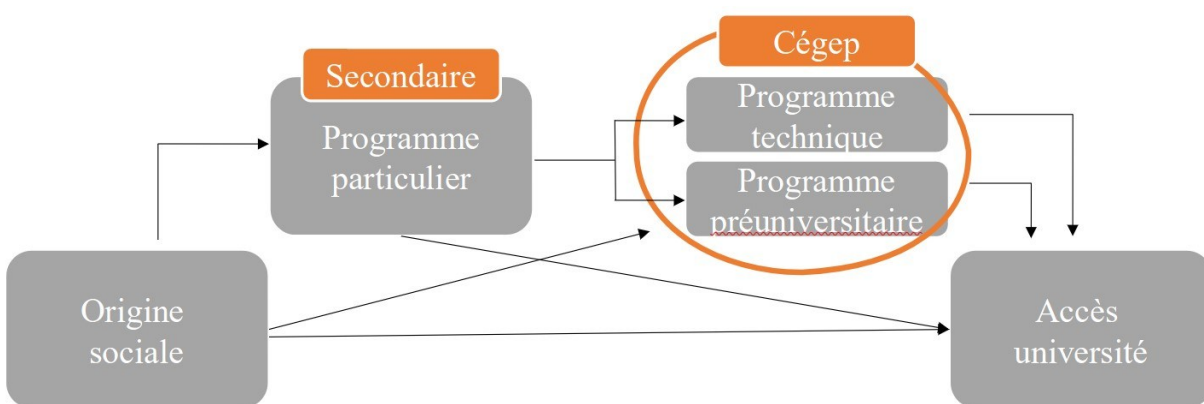 Cégep
Secondaire
Programme
technique
Programme
particulier
Programme
préuniversitaire
Origine
sociale
Accès
université